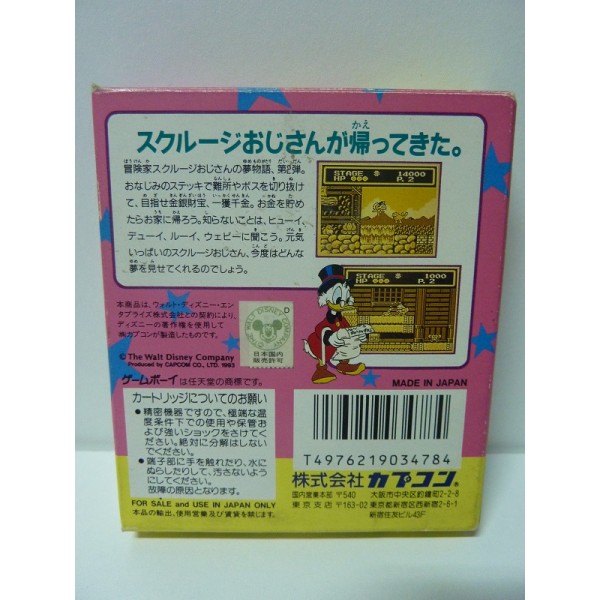 スクルージおじさんが帰ってきた。
冒険家スクルージおじさんの夢物語、第2弾。
おなじみのステッキで難所やボスを切り抜け
て、目指せ金銀財宝、一攫千金。お金を貯め
たらお家に帰ろう。知らないことは、ヒューイ、
デューイ、ルーイ、ウェビーに聞こう。元気
いっぱいのスクルージおじさん、今度はどんな
夢を見せてくれるのでしょう。
STAGE 14000
HP P.2
STAGE 1000
HP P.2
本商品は、ウォルト・ディズニー・エン
タプライズ株式会社との契約により、
ディズニーの著作権を使用して
㈱カプコンが製造したものです。
© The Walt Disney Company
Produced by CAPCOM CO., LTD. 1993
日本国内
販売許可
ゲームボーイは任天堂の商標です。
MADE IN JAPAN
カートリッジについてのお願い
●精密機器ですので、極端な温
度条件下での使用や保管お
よび強いショックをさけてく
ださい。絶対に分解はしない
でください。
●端子部に手を触れたり、水に
ぬらしたりして、汚さないよう
にしてください。
故障の原因となります。
FOR SALE and USE IN JAPAN ONLY
本品の輸出、使用営業及び賃貸を禁じます。
T4976219034784
株式会社カプコン
国内営業本部 〒540 大阪市中央区釣鐘町2-2-8
東京支店 〒163-02 東京都新宿区西新宿2-6-1
新宿住友ビル43F